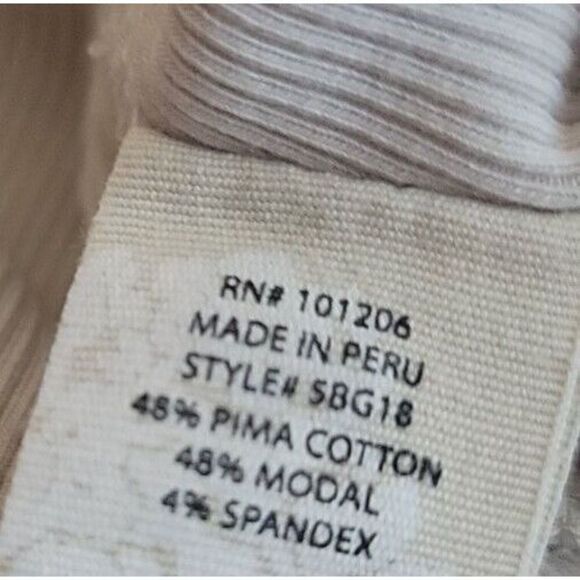 RN# 101206
MADE IN PERU
STYLE# SBG18
48% PIMA COTTON
48% MODAL
4% SPANDEX